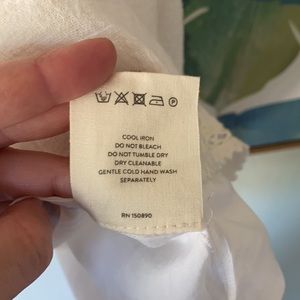 P
COOL IRON
DO NOT BLEACH
DO NOT TUMBLE DRY
DRY CLEANABLE
GENTLE COLD HAND WASH
SEPARATELY
RN 150890